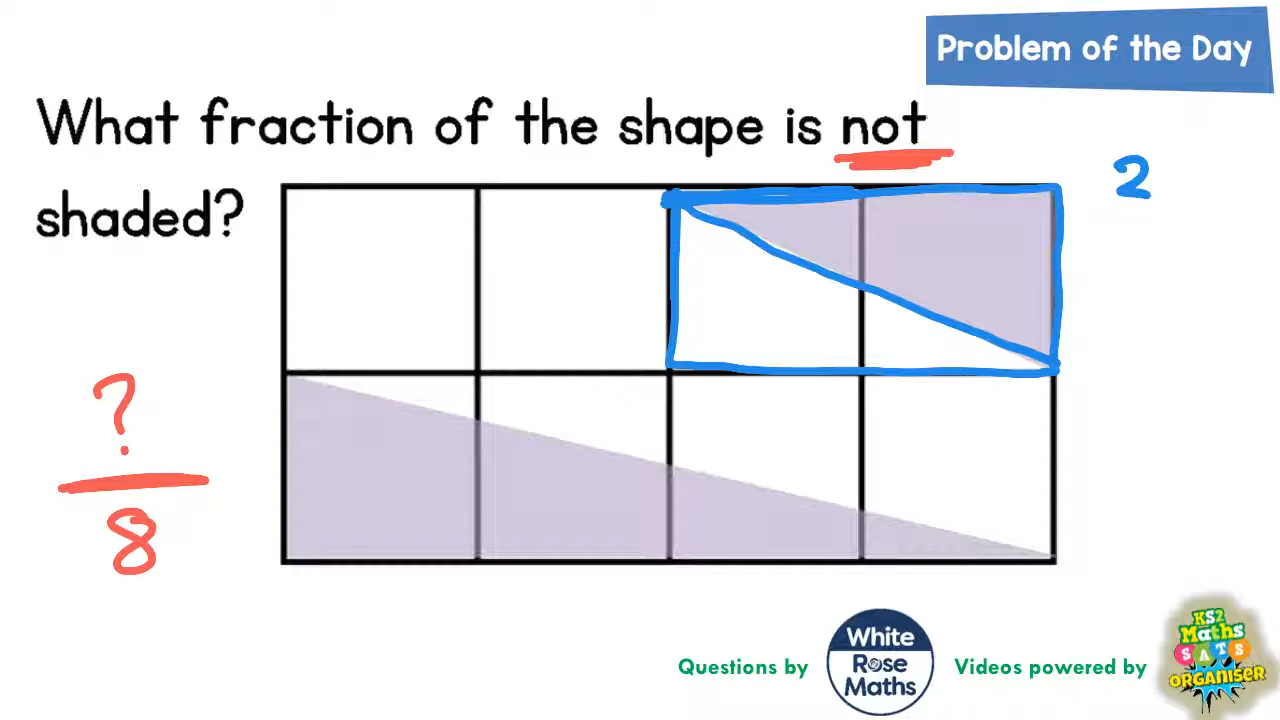 Problem of the Day
What fraction of the shape is not
shaded?
2
?
8
Questions by
White
Rose
Maths
Videos powered by
KS2
Maths
SATS
ORGANISER